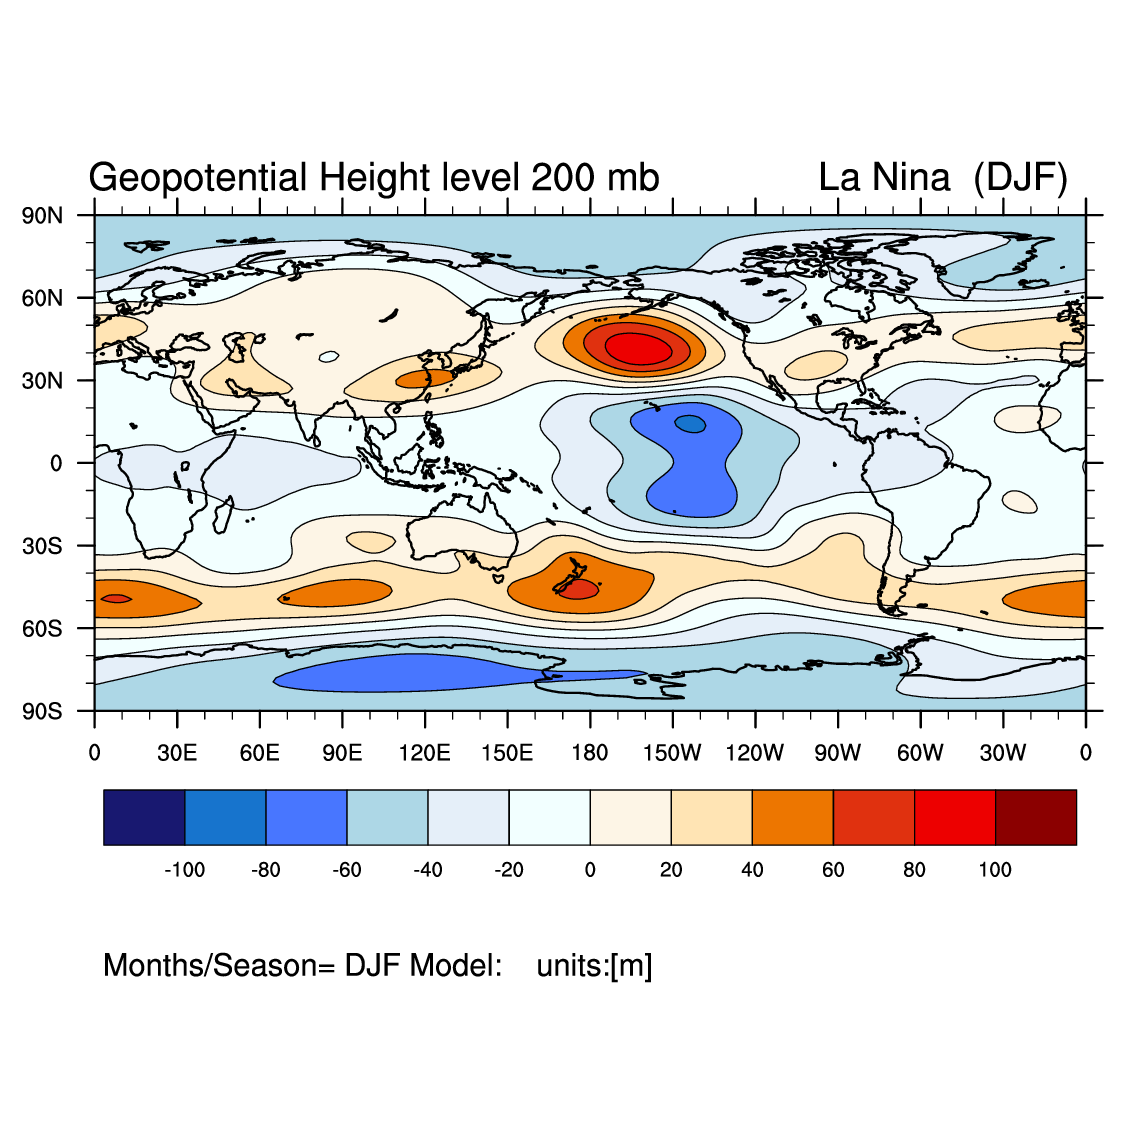 Geopotential Height level 200 mb La Nina (DJF)
90N
60N
30N
0
30S
60S
90S
0 30E 60E 90E 120E 150E 180 150W 120W 90W 60W 30W 0
-100 -80 -60 -40 -20 0 20 40 60 80 100
Months/Season= DJF Model: units:[m]